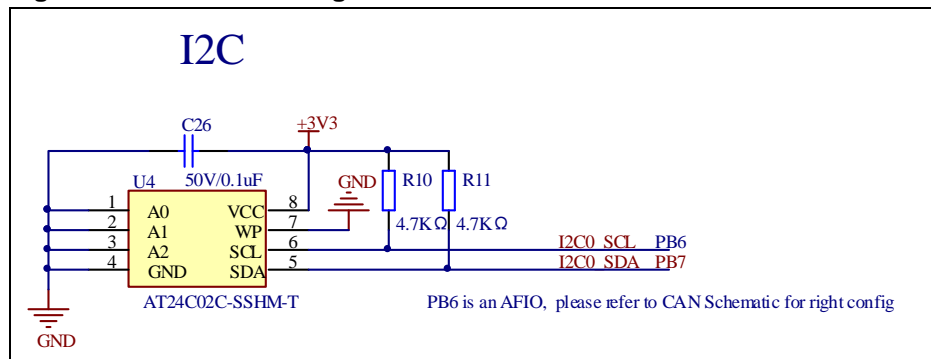 I2C
C26
+3V3
U4
50V/0.1uF
GND
R10
R11
1
A0
VCC
8
2
A1
WP
7
4.7KΩ
4.7KΩ
3
A2
SCL
6
I2C0_SCL
PB6
4
GND
SDA
5
I2C0_SDA
PB7
AT24C02C-SSHM-T
PB6 is an AFIO, please refer to CAN Schematic for right config
GND